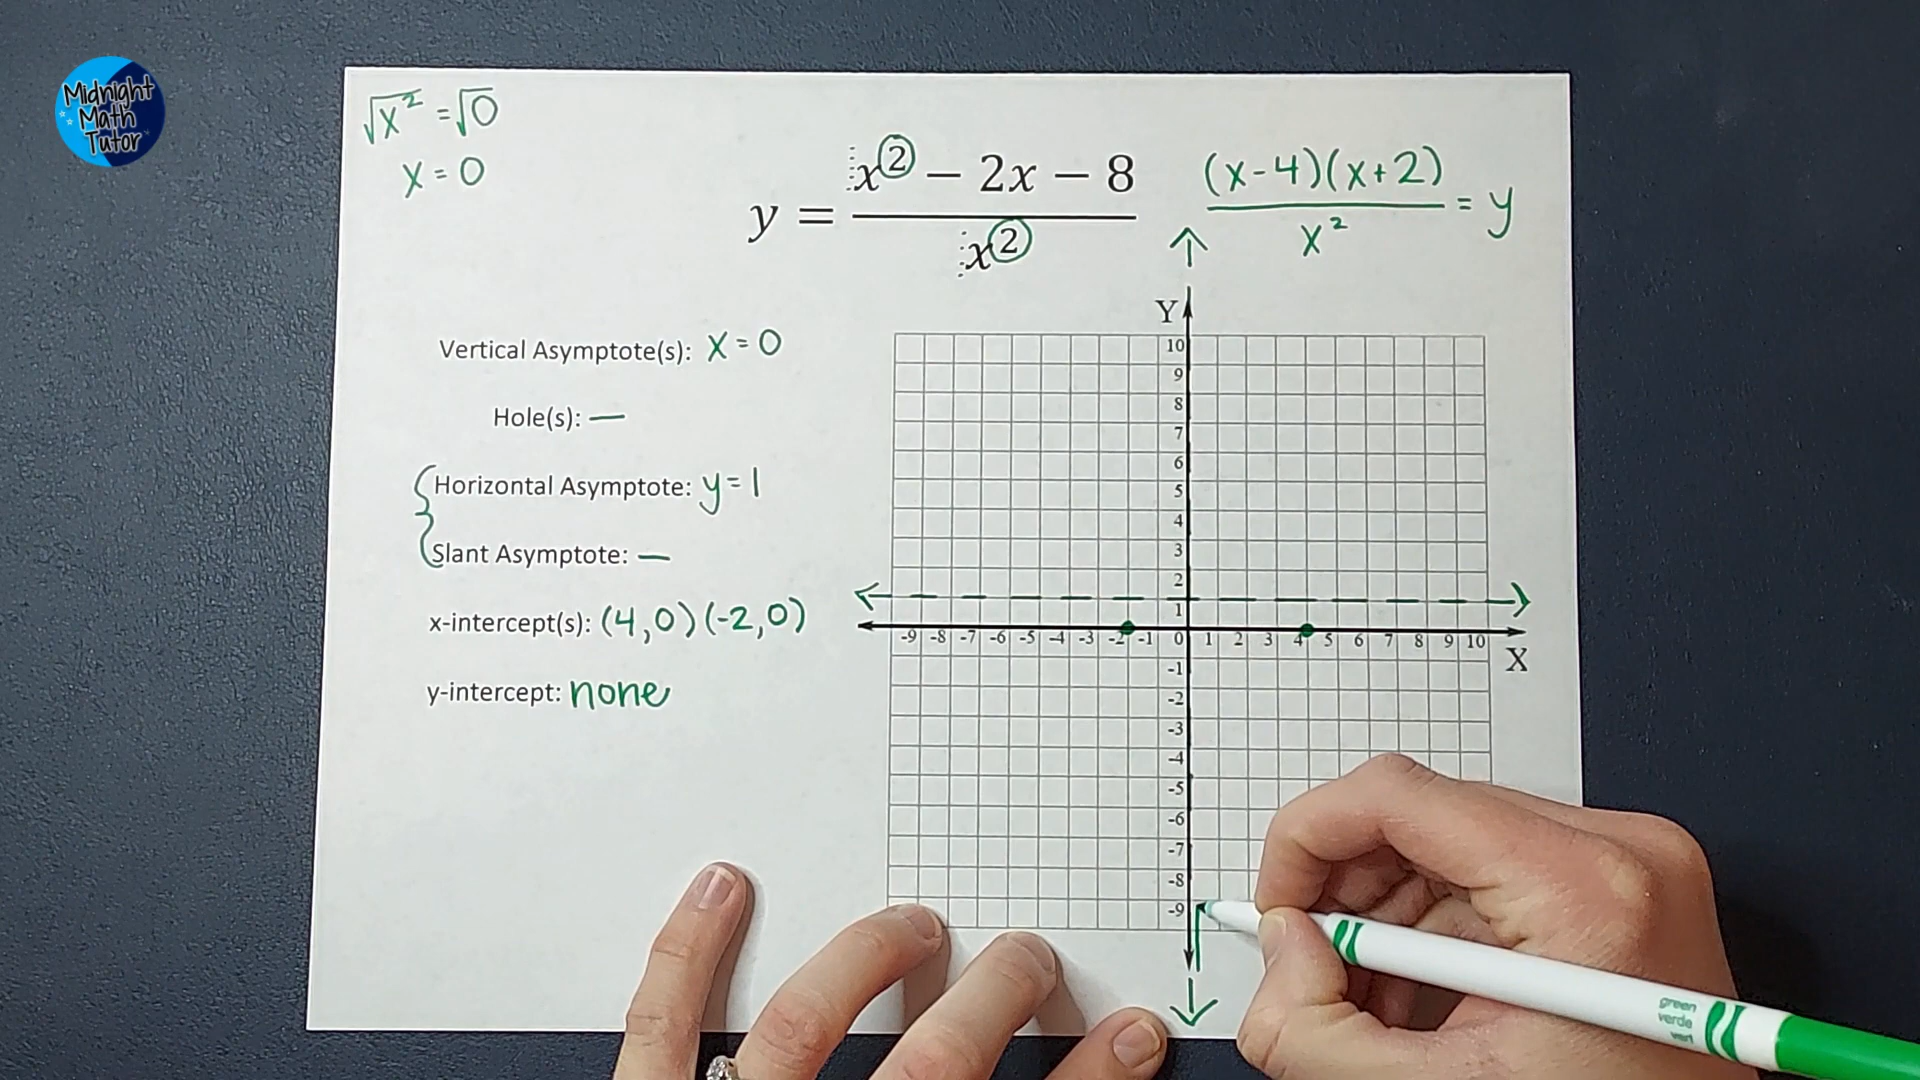 Midnight
Math
Tutor
√x² = √0
x = 0
y = (x² − 2x − 8) / x²
(x-4)(x+2) / x² = y
Vertical Asymptote(s): x = 0
Hole(s): —
Horizontal Asymptote: y = 1
Slant Asymptote: —
x-intercept(s): (4,0) (-2,0)
y-intercept: none
Y
10
9
8
7
6
5
4
3
2
1
-9 -8 -7 -6 -5 -4 -3 -2 -1 0 1 2 3 4 5 6 7 8 9 10
X
-1
-2
-3
-4
-5
-6
-7
-8
-9
green
verde
vert